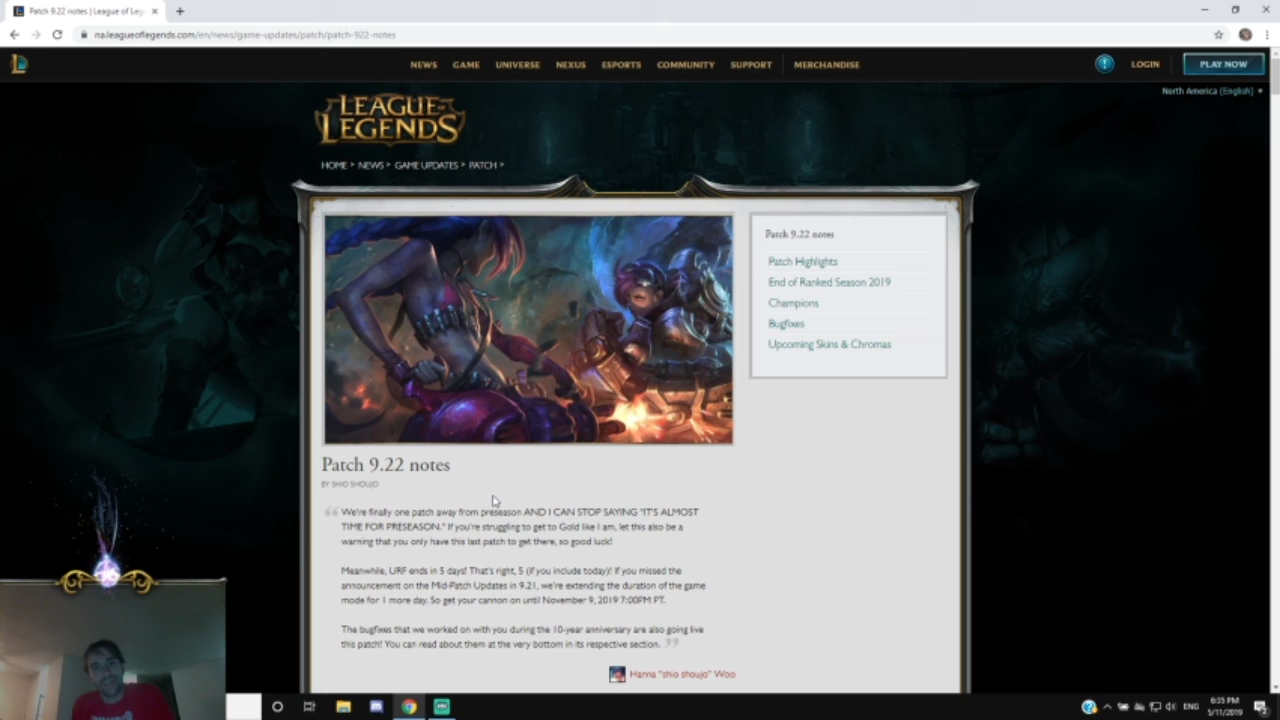 Patch 9.22 notes | League of Leg
na.leagueoflegends.com/en/news/game-updates/patch/patch-922-notes
NEWS GAME UNIVERSE NEXUS ESPORTS COMMUNITY SUPPORT MERCHANDISE LOGIN PLAY NOW
North America (English)
LEAGUE OF LEGENDS
HOME > NEWS > GAME UPDATES > PATCH >
Patch 9.22 notes
Patch Highlights
End of Ranked Season 2019
Champions
Bugfixes
Upcoming Skins & Chromas
Patch 9.22 notes
BY SHIO SHOUJO
We're finally one patch away from preseason AND I CAN STOP SAYING "IT'S ALMOST
TIME FOR PRESEASON." If you're struggling to get to Gold like I am, let this also be a
warning that you only have this last patch to get there, so good luck!
Meanwhile, URF ends in 5 days! That's right, 5 (if you include today)! If you missed the
announcement on the Mid-Patch Updates in 9.21, we're extending the duration of the game
mode for 1 more day. So get your cannon on until November 9, 2019 7:00PM PT.
The bugfixes that we worked on with you during the 10-year anniversary are also going live
this patch! You can read about them at the very bottom in its respective section.
Hanna "shio shoujo" Woo
ENG
6:35 PM
5/11/2019